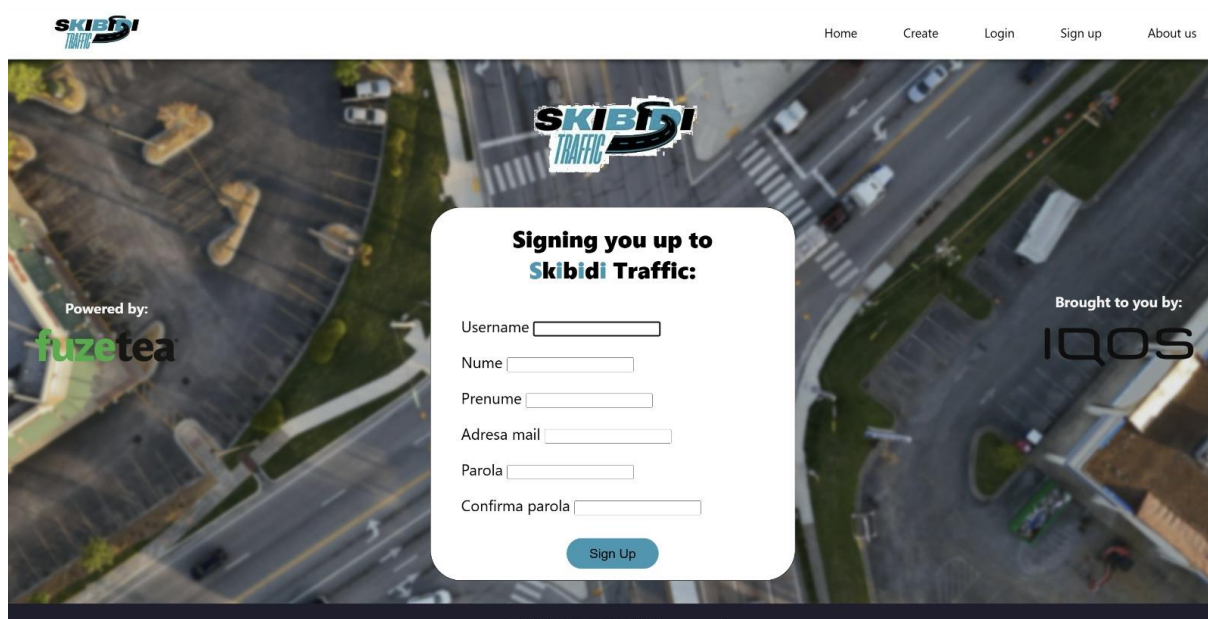 SKIBIDI
TRAFFIC
Home Create Login Sign up About us
SKIBIDI
TRAFFIC
Signing you up to
Skibidi Traffic:
Powered by:
fuzetea
Brought to you by:
IQOS
Username
Nume
Prenume
Adresa mail
Parola
Confirma parola
Sign Up